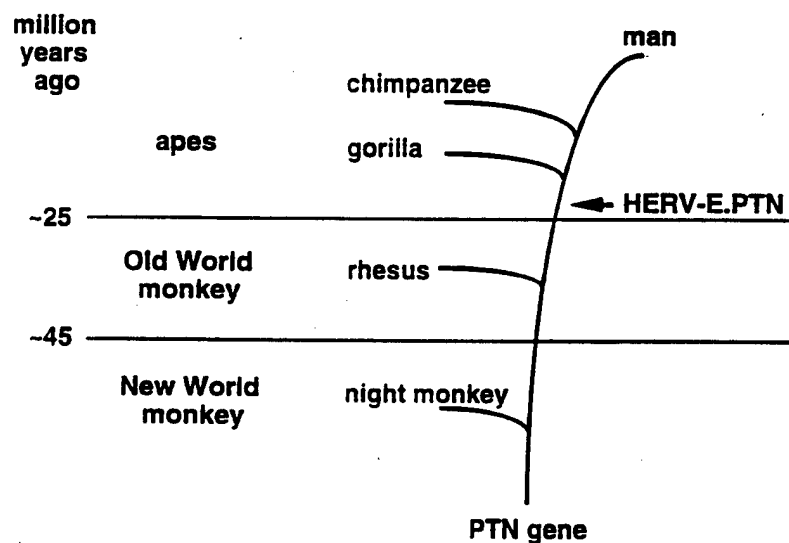 million
years
ago
man
chimpanzee
apes
gorilla
HERV-E.PTN
~25
Old World
monkey
rhesus
~45
New World
monkey
night monkey
PTN gene